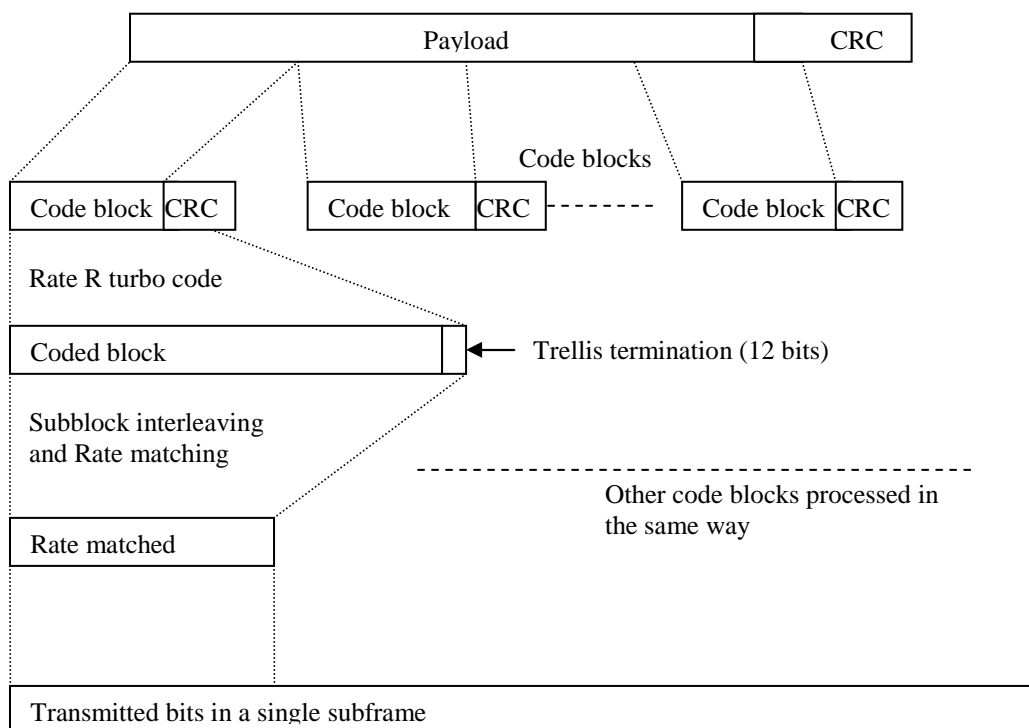 Payload
CRC
Code blocks
Code block
CRC
Code block
CRC
Code block
CRC
Rate R turbo code
Coded block
Trellis termination (12 bits)
Subblock interleaving
and Rate matching
Other code blocks processed in
the same way
Rate matched
Transmitted bits in a single subframe